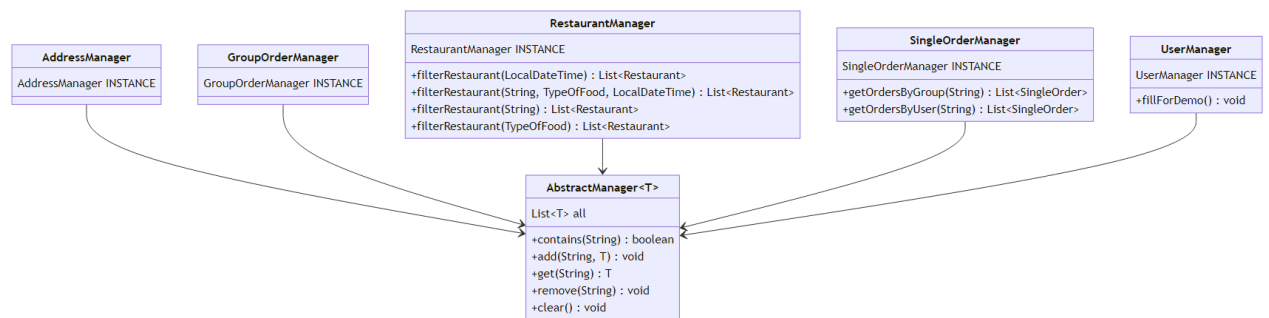 AddressManager
AddressManager INSTANCE
GroupOrderManager
GroupOrderManager INSTANCE
RestaurantManager
RestaurantManager INSTANCE
+filterRestaurant(LocalDateTime) : List<Restaurant>
+filterRestaurant(String, TypeOfFood, LocalDateTime) : List<Restaurant>
+filterRestaurant(String) : List<Restaurant>
+filterRestaurant(TypeOfFood) : List<Restaurant>
SingleOrderManager
SingleOrderManager INSTANCE
+getOrdersByGroup(String) : List<SingleOrder>
+getOrdersByUser(String) : List<SingleOrder>
UserManager
UserManager INSTANCE
+fillForDemo() : void
AbstractManager<T>
List<T> all
+contains(String) : boolean
+add(String, T) : void
+get(String) : T
+remove(String) : void
+clear() : void